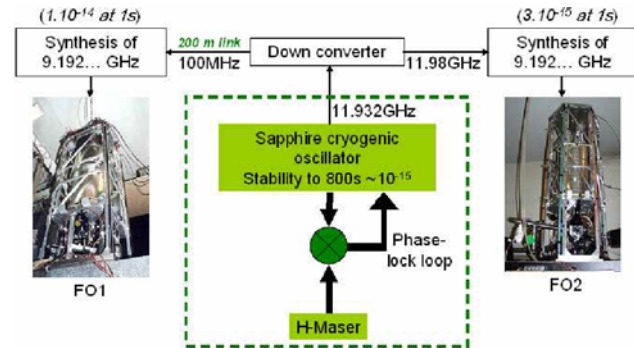 (1.10-14 at 1s)
Synthesis of
9.192... GHz
200 m link
100MHz
Down converter
11.98GHz
(3.10-15 at 1s)
Synthesis of
9.192... GHz
11.932GHz
Sapphire cryogenic
oscillator
Stability to 800s ~10-15
Phase-
lock loop
H-Maser
FO1
FO2